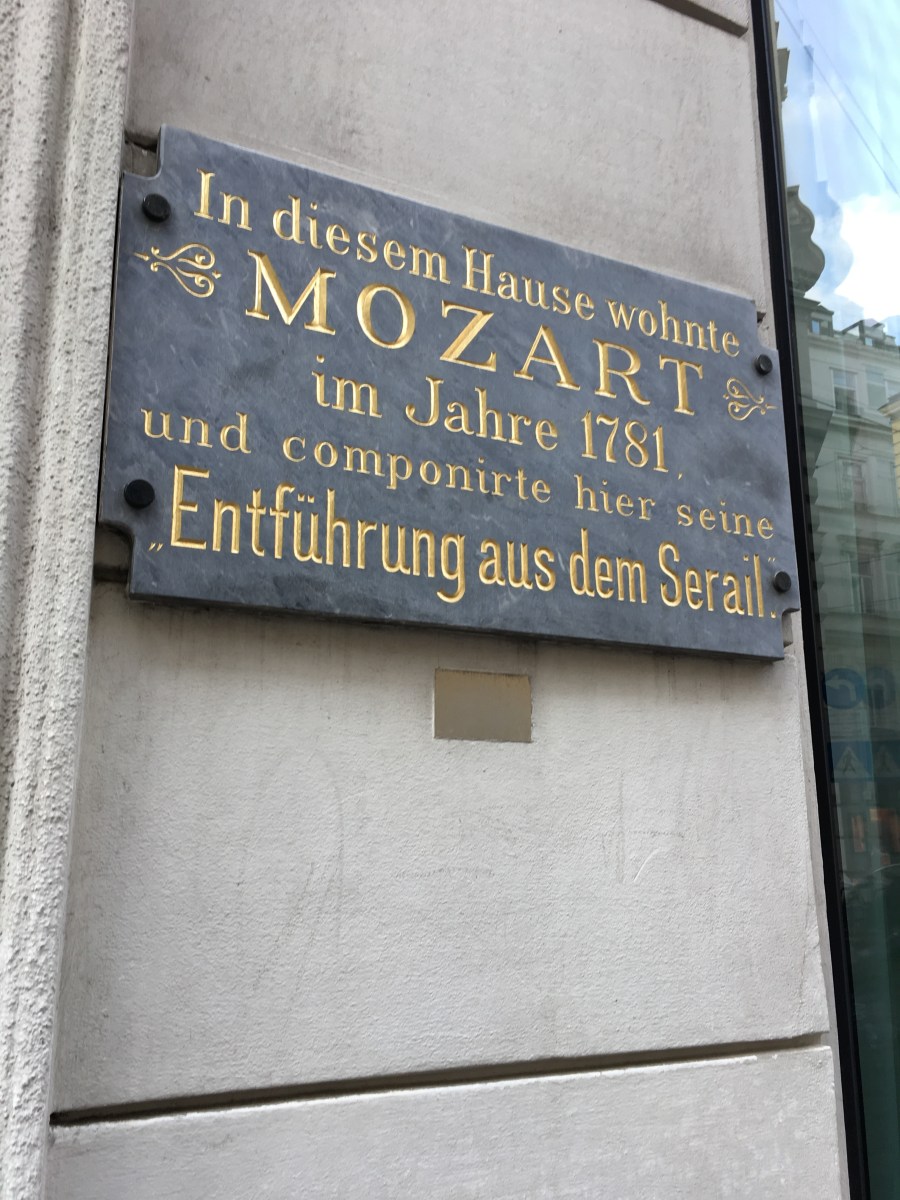 In diesem Hause wohnte
MOZART
im Jahre 1781,
und componirte hier seine
„Entführung aus dem Serail“.